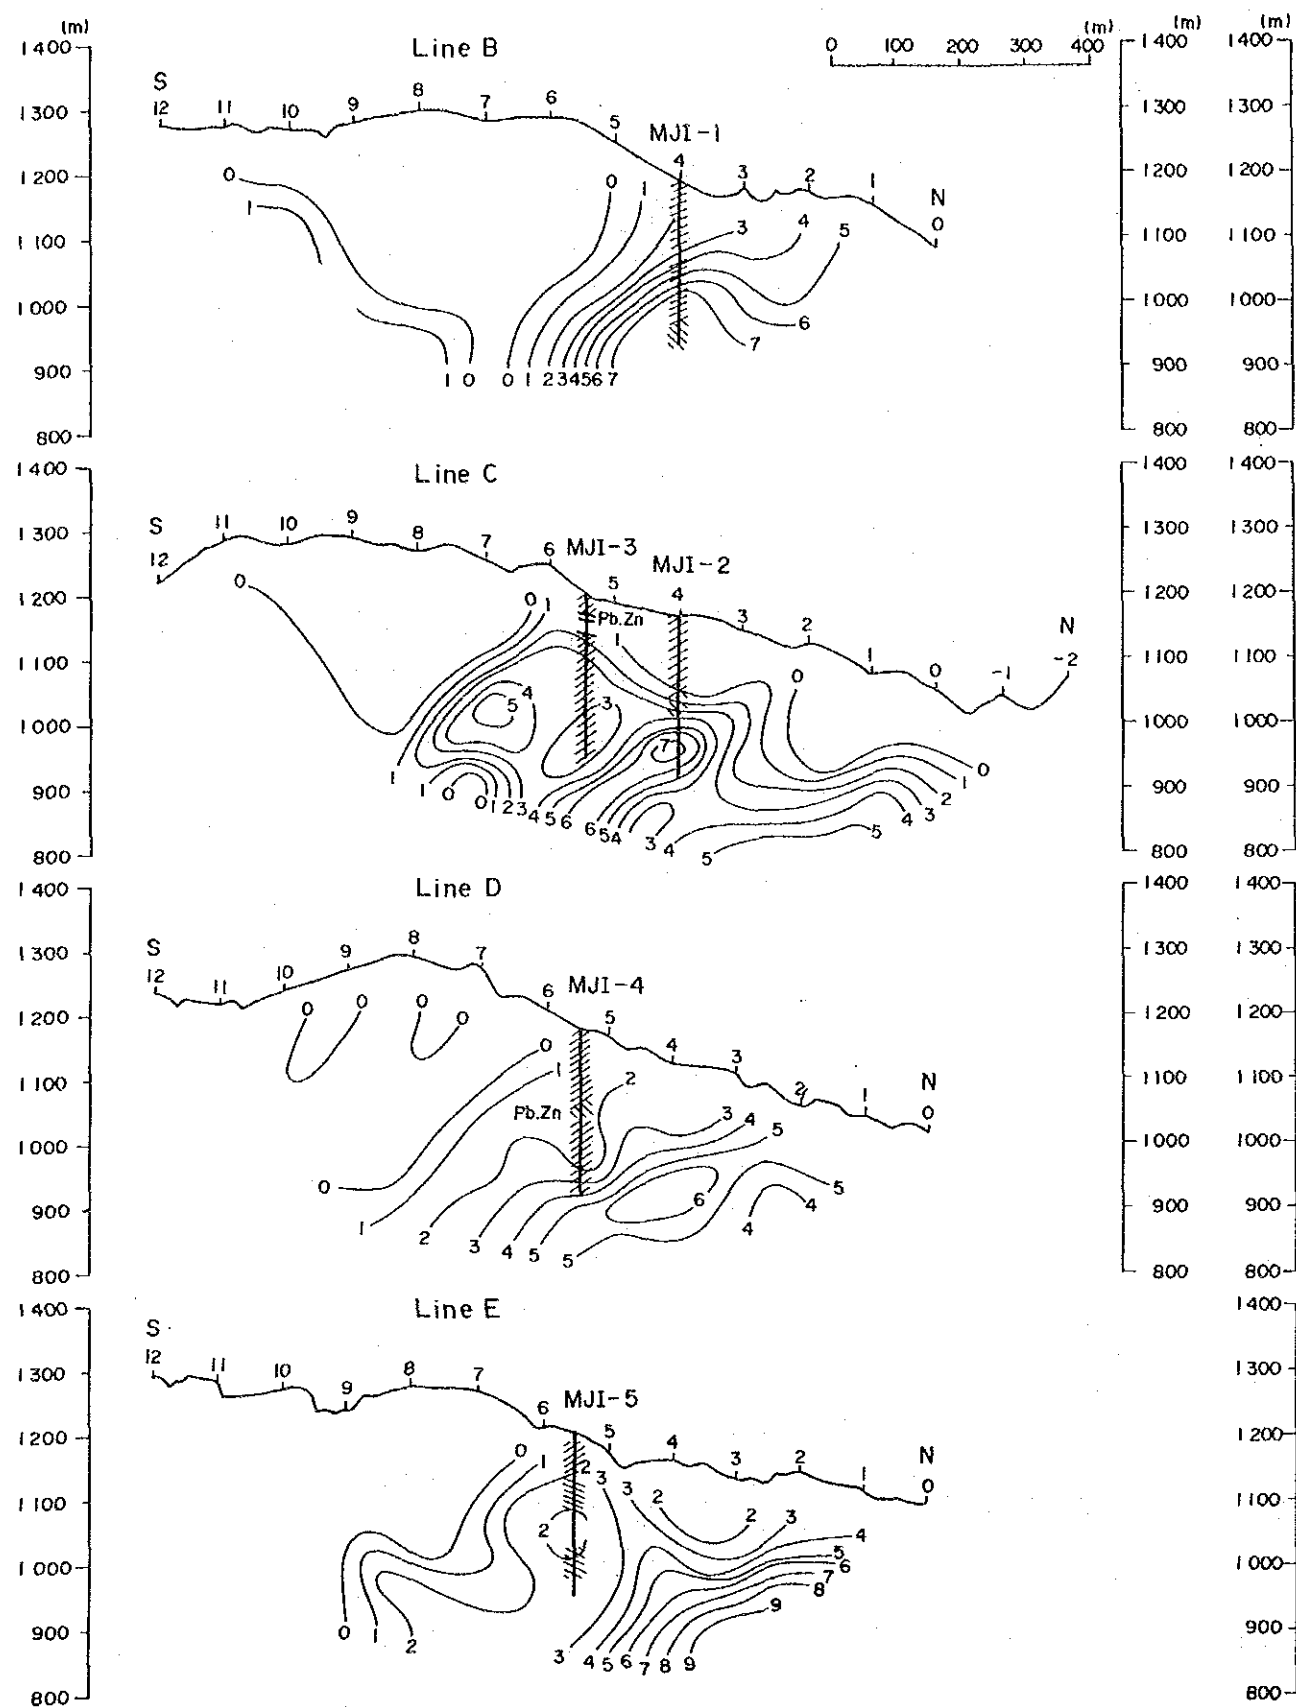 (m) Line B (m) (m) (m)
0 100 200 300 400
1400 1400 1400
1300 1300 1300
1200 1200 1200
1100 1100 1100
1000 1000 1000
900 900 900
800 800 800
S N
12 11 10 9 8 7 6 5 4 3 2 1 0
MJI-1
0 0 1 3 4 5
1
6
7
1 0 0 1 2 3 4 5 6 7
Line C
1400 1400 1400
1300 1300 1300
1200 1200 1200
1100 1100 1100
1000 1000 1000
900 900 900
800 800 800
S N
12 11 10 9 8 7 6 5 4 3 2 1 0 -1 -2
MJI-3 MJI-2
Pb.Zn
0 0 1 1 0
4 5 3 7
0 1 2 3 4 5
1 1 0 0 1 2 3 4 5 6 6 5 4 3 4 5
Line D
1400 1400 1400
1300 1300 1300
1200 1200 1200
1100 1100 1100
1000 1000 1000
900 900 900
800 800 800
S N
12 11 10 9 8 7 6 5 4 3 2 1 0
MJI-4
Pb.Zn
0 0 0 0 0 1 2
3 4 5
6 5 4 4
0 1 2 3 4 5 5
Line E
1400 1400
1300 1300
1200 1200
1100 1100
1000 1000
900 900
800 800
S N
12 11 10 9 8 7 6 5 4 3 2 1 0
MJI-5
0 1 2 3 3 2 2 3
2
4 5 6 7 8 9
0 1 2 3 4 5 6 7 8 9